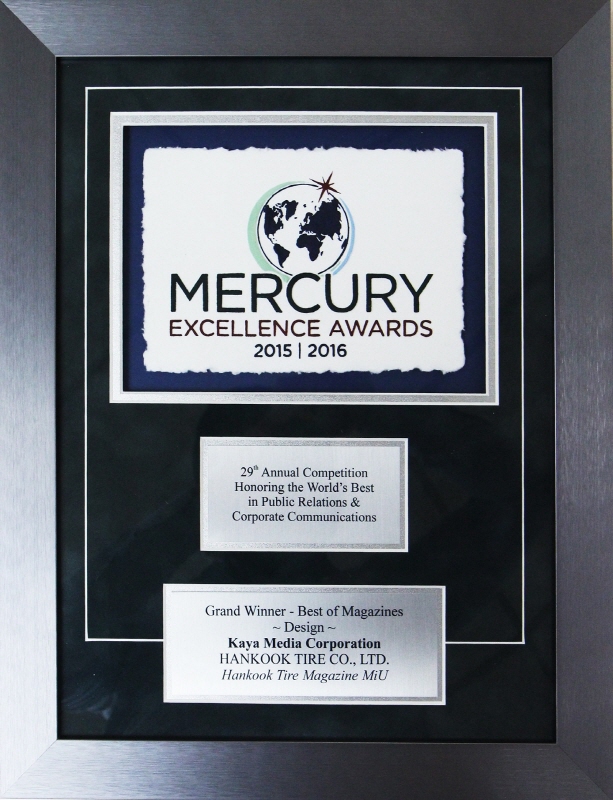 MERCURY
EXCELLENCE AWARDS
2015 | 2016
29th Annual Competition
Honoring the World's Best
in Public Relations &
Corporate Communications
Grand Winner - Best of Magazines
~ Design ~
Kaya Media Corporation
HANKOOK TIRE CO., LTD.
Hankook Tire Magazine MiU